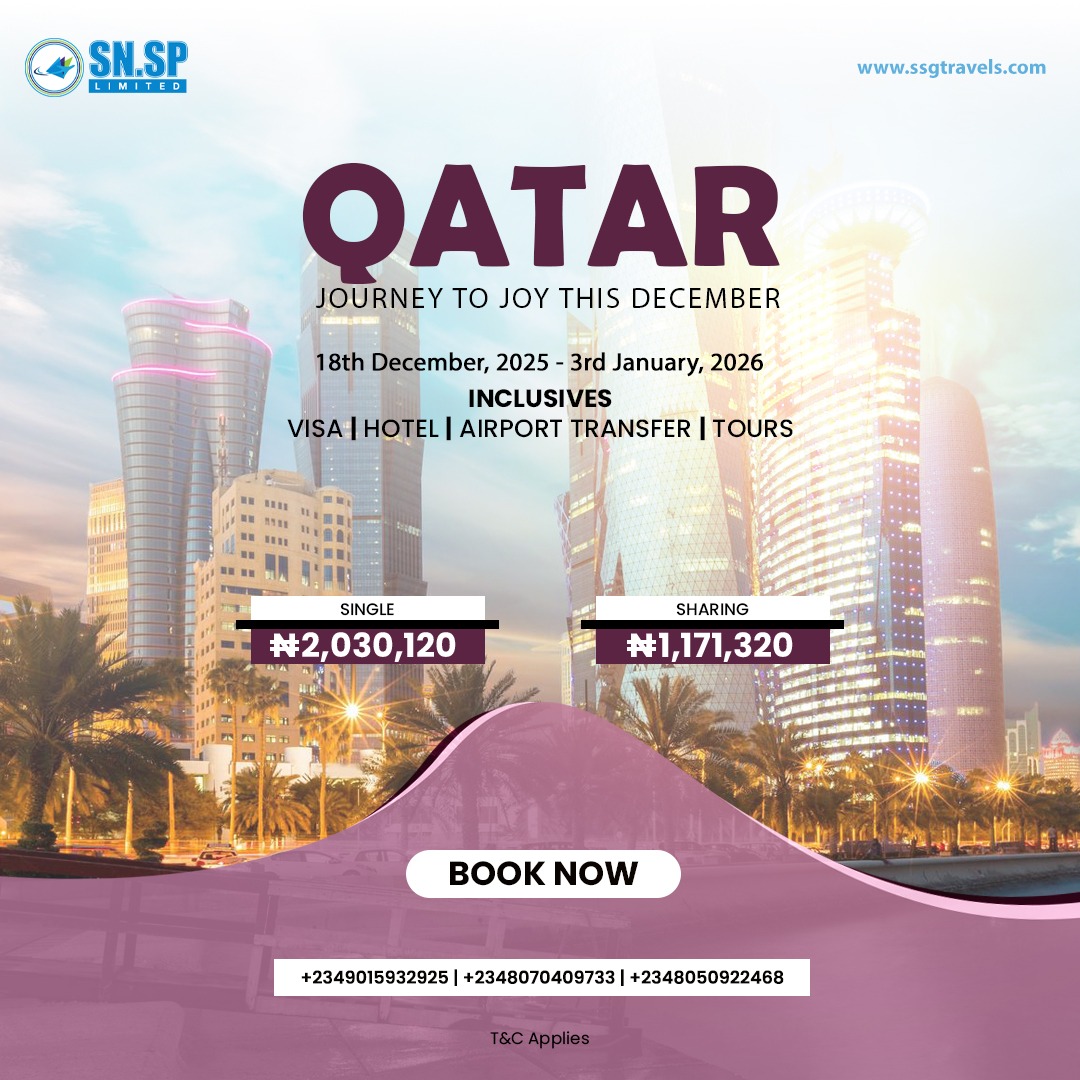 SN.SP
LIMITED
www.ssgtravels.com
QATAR
JOURNEY TO JOY THIS DECEMBER
18th December, 2025 - 3rd January, 2026
INCLUSIVES
VISA | HOTEL | AIRPORT TRANSFER | TOURS
SINGLE
₦2,030,120
SHARING
₦1,171,320
BOOK NOW
+2349015932925 | +2348070409733 | +2348050922468
T&C Applies